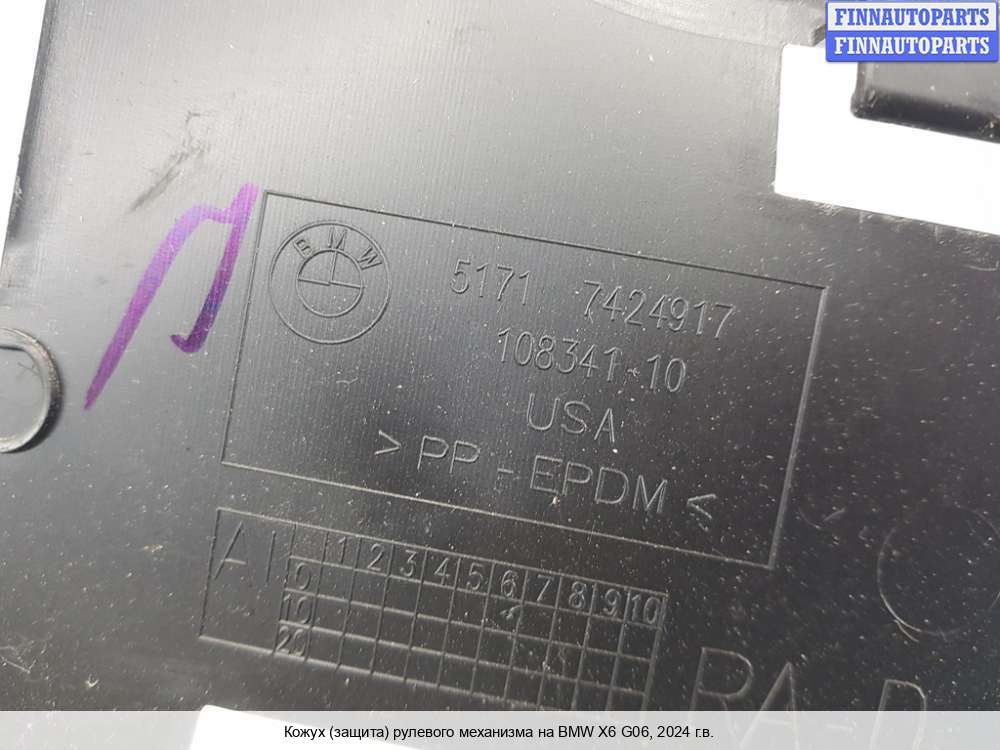 FINNAUTOPARTS
FINNAUTOPARTS
BMW
5171 7424917
108341-10
USA
> PP - EPDM <
AI 1 2 3 4 5 6 7 8 9 10
0
10
20
Кожух (защита) рулевого механизма на BMW X6 G06, 2024 г.в.